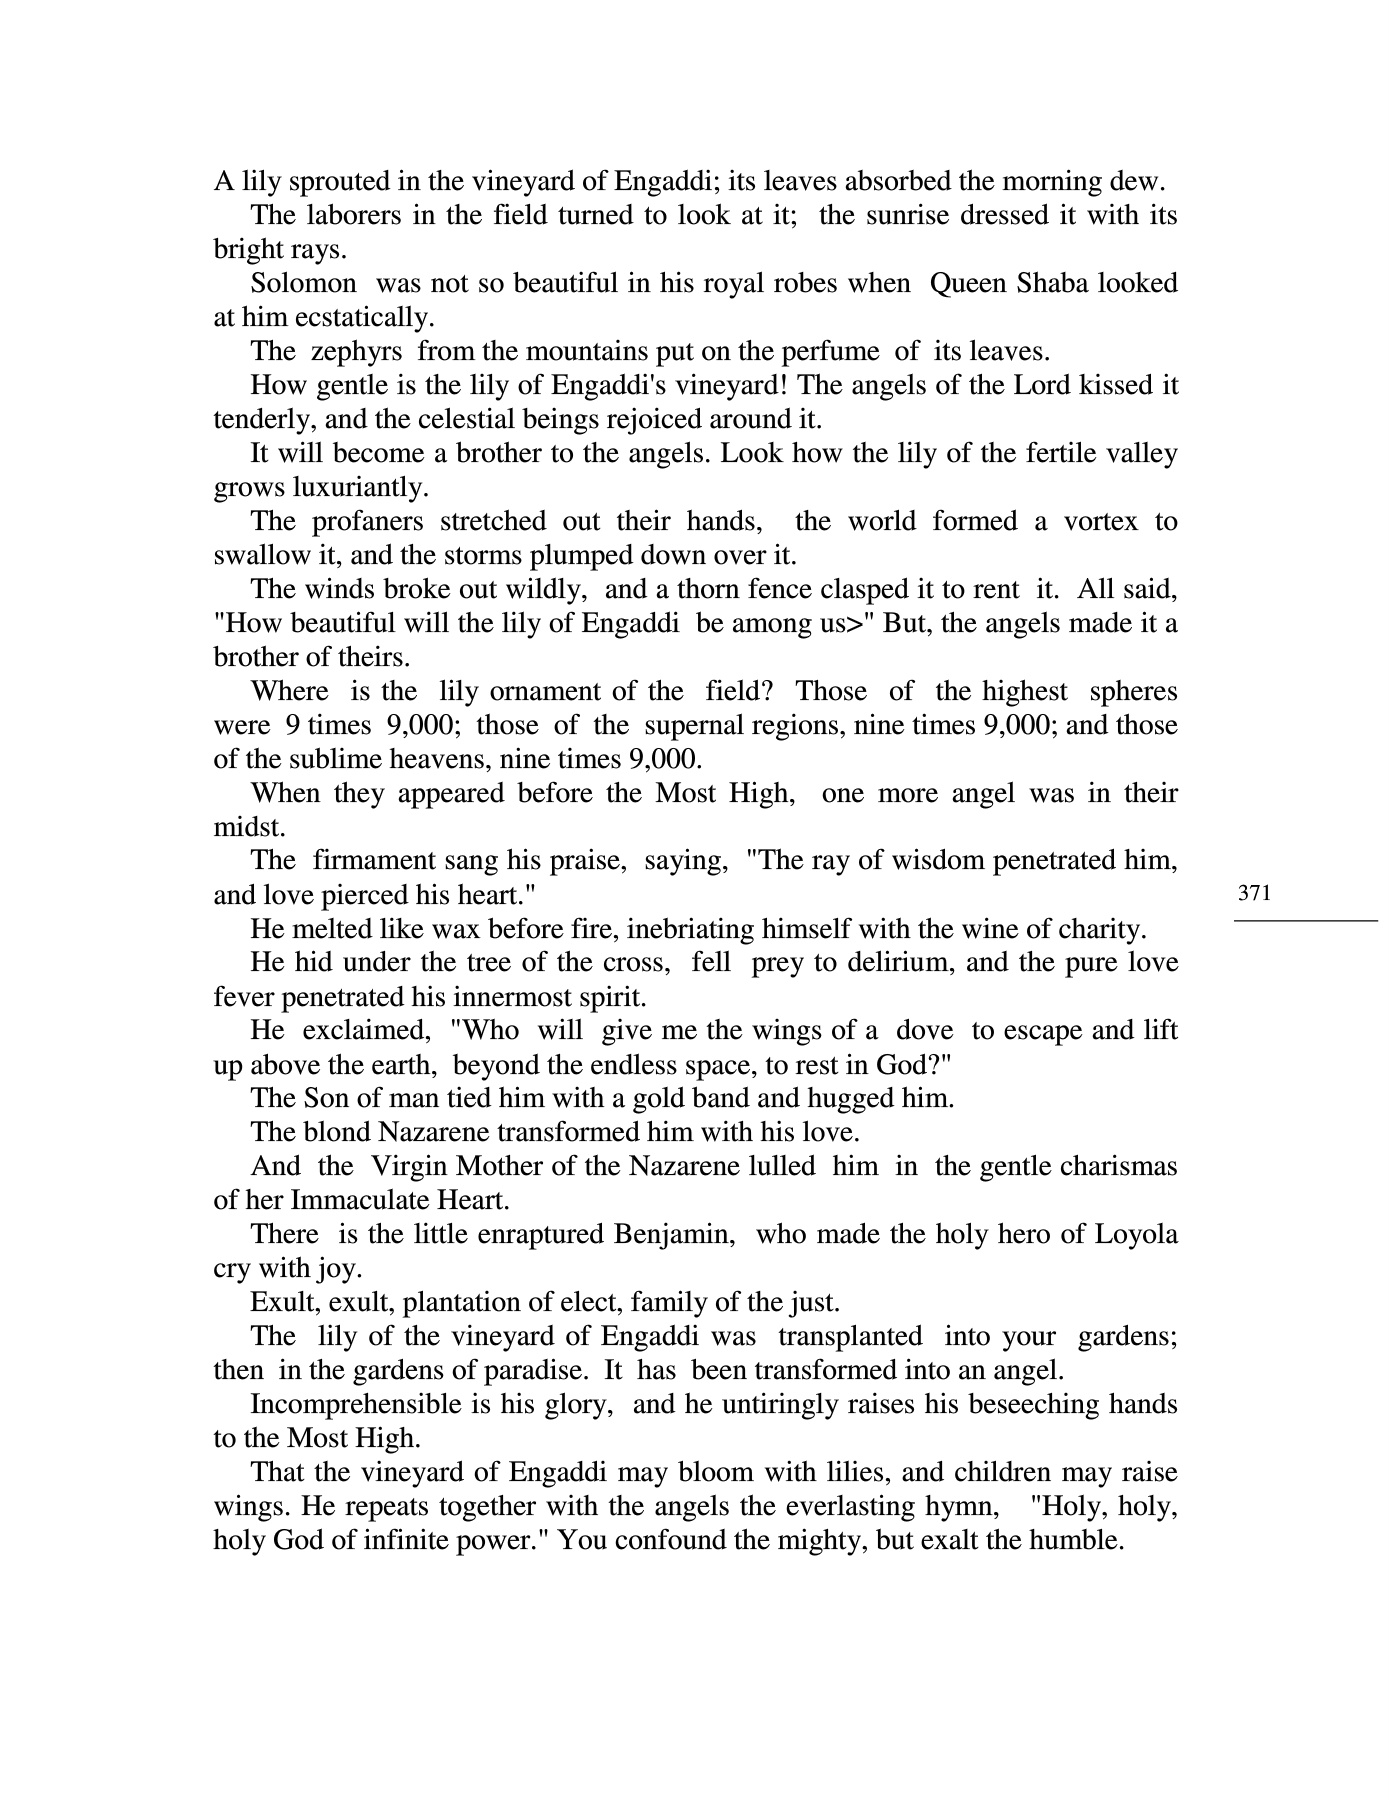 A lily sprouted in the vineyard of Engaddi; its leaves absorbed the morning dew.
The laborers in the field turned to look at it; the sunrise dressed it with its
bright rays.
Solomon was not so beautiful in his royal robes when Queen Shaba looked
at him ecstatically.
The zephyrs from the mountains put on the perfume of its leaves.
How gentle is the lily of Engaddi's vineyard! The angels of the Lord kissed it
tenderly, and the celestial beings rejoiced around it.
It will become a brother to the angels. Look how the lily of the fertile valley
grows luxuriantly.
The profaners stretched out their hands, the world formed a vortex to
swallow it, and the storms plumped down over it.
The winds broke out wildly, and a thorn fence clasped it to rent it. All said,
"How beautiful will the lily of Engaddi be among us>" But, the angels made it a
brother of theirs.
Where is the lily ornament of the field? Those of the highest spheres
were 9 times 9,000; those of the supernal regions, nine times 9,000; and those
of the sublime heavens, nine times 9,000.
When they appeared before the Most High, one more angel was in their
midst.
The firmament sang his praise, saying, "The ray of wisdom penetrated him,
and love pierced his heart."
371
He melted like wax before fire, inebriating himself with the wine of charity.
He hid under the tree of the cross, fell prey to delirium, and the pure love
fever penetrated his innermost spirit.
He exclaimed, "Who will give me the wings of a dove to escape and lift
up above the earth, beyond the endless space, to rest in God?"
The Son of man tied him with a gold band and hugged him.
The blond Nazarene transformed him with his love.
And the Virgin Mother of the Nazarene lulled him in the gentle charismas
of her Immaculate Heart.
There is the little enraptured Benjamin, who made the holy hero of Loyola
cry with joy.
Exult, exult, plantation of elect, family of the just.
The lily of the vineyard of Engaddi was transplanted into your gardens;
then in the gardens of paradise. It has been transformed into an angel.
Incomprehensible is his glory, and he untiringly raises his beseeching hands
to the Most High.
That the vineyard of Engaddi may bloom with lilies, and children may raise
wings. He repeats together with the angels the everlasting hymn, "Holy, holy,
holy God of infinite power." You confound the mighty, but exalt the humble.